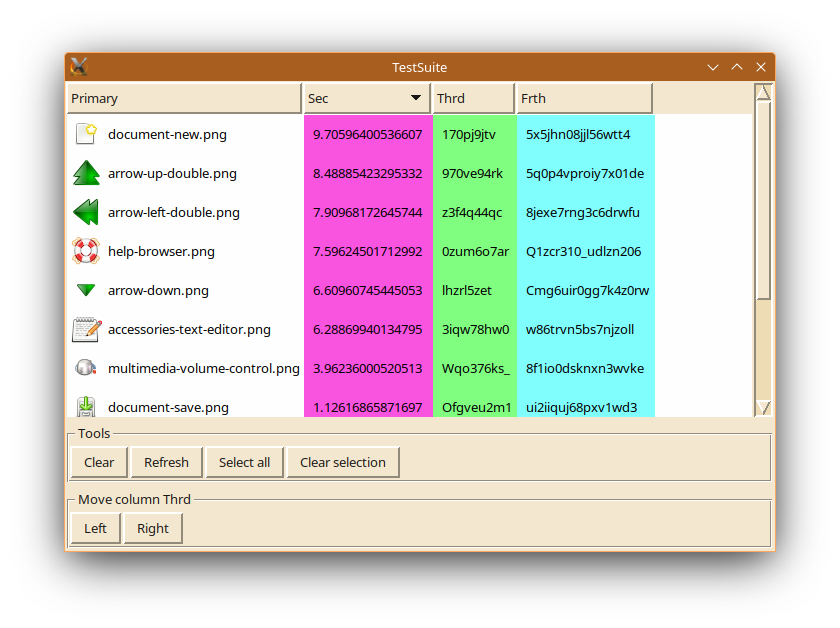 TestSuite
Primary Sec Thrd Frth
document-new.png 9.70596400536607 170pj9jtv 5x5jhn08jjl56wtt4
arrow-up-double.png 8.48885423295332 970ve94rk 5q0p4vproiy7x01de
arrow-left-double.png 7.90968172645744 z3f4q44qc 8jexe7rng3c6drwfu
help-browser.png 7.59624501712992 0zum6o7ar Q1zcr310_udlzn206
arrow-down.png 6.60960745445053 lhzrl5zet Cmg6uir0gg7k4z0rw
accessories-text-editor.png 6.28869940134795 3iqw78hw0 w86trvn5bs7njzoll
multimedia-volume-control.png 3.96236000520513 Wqo376ks_ 8f1io0dsknxn3wvke
document-save.png 1.12616865871697 Ofgveu2m1 ui2iiquj68pxv1wd3
Tools
Clear Refresh Select all Clear selection
Move column Thrd
Left Right